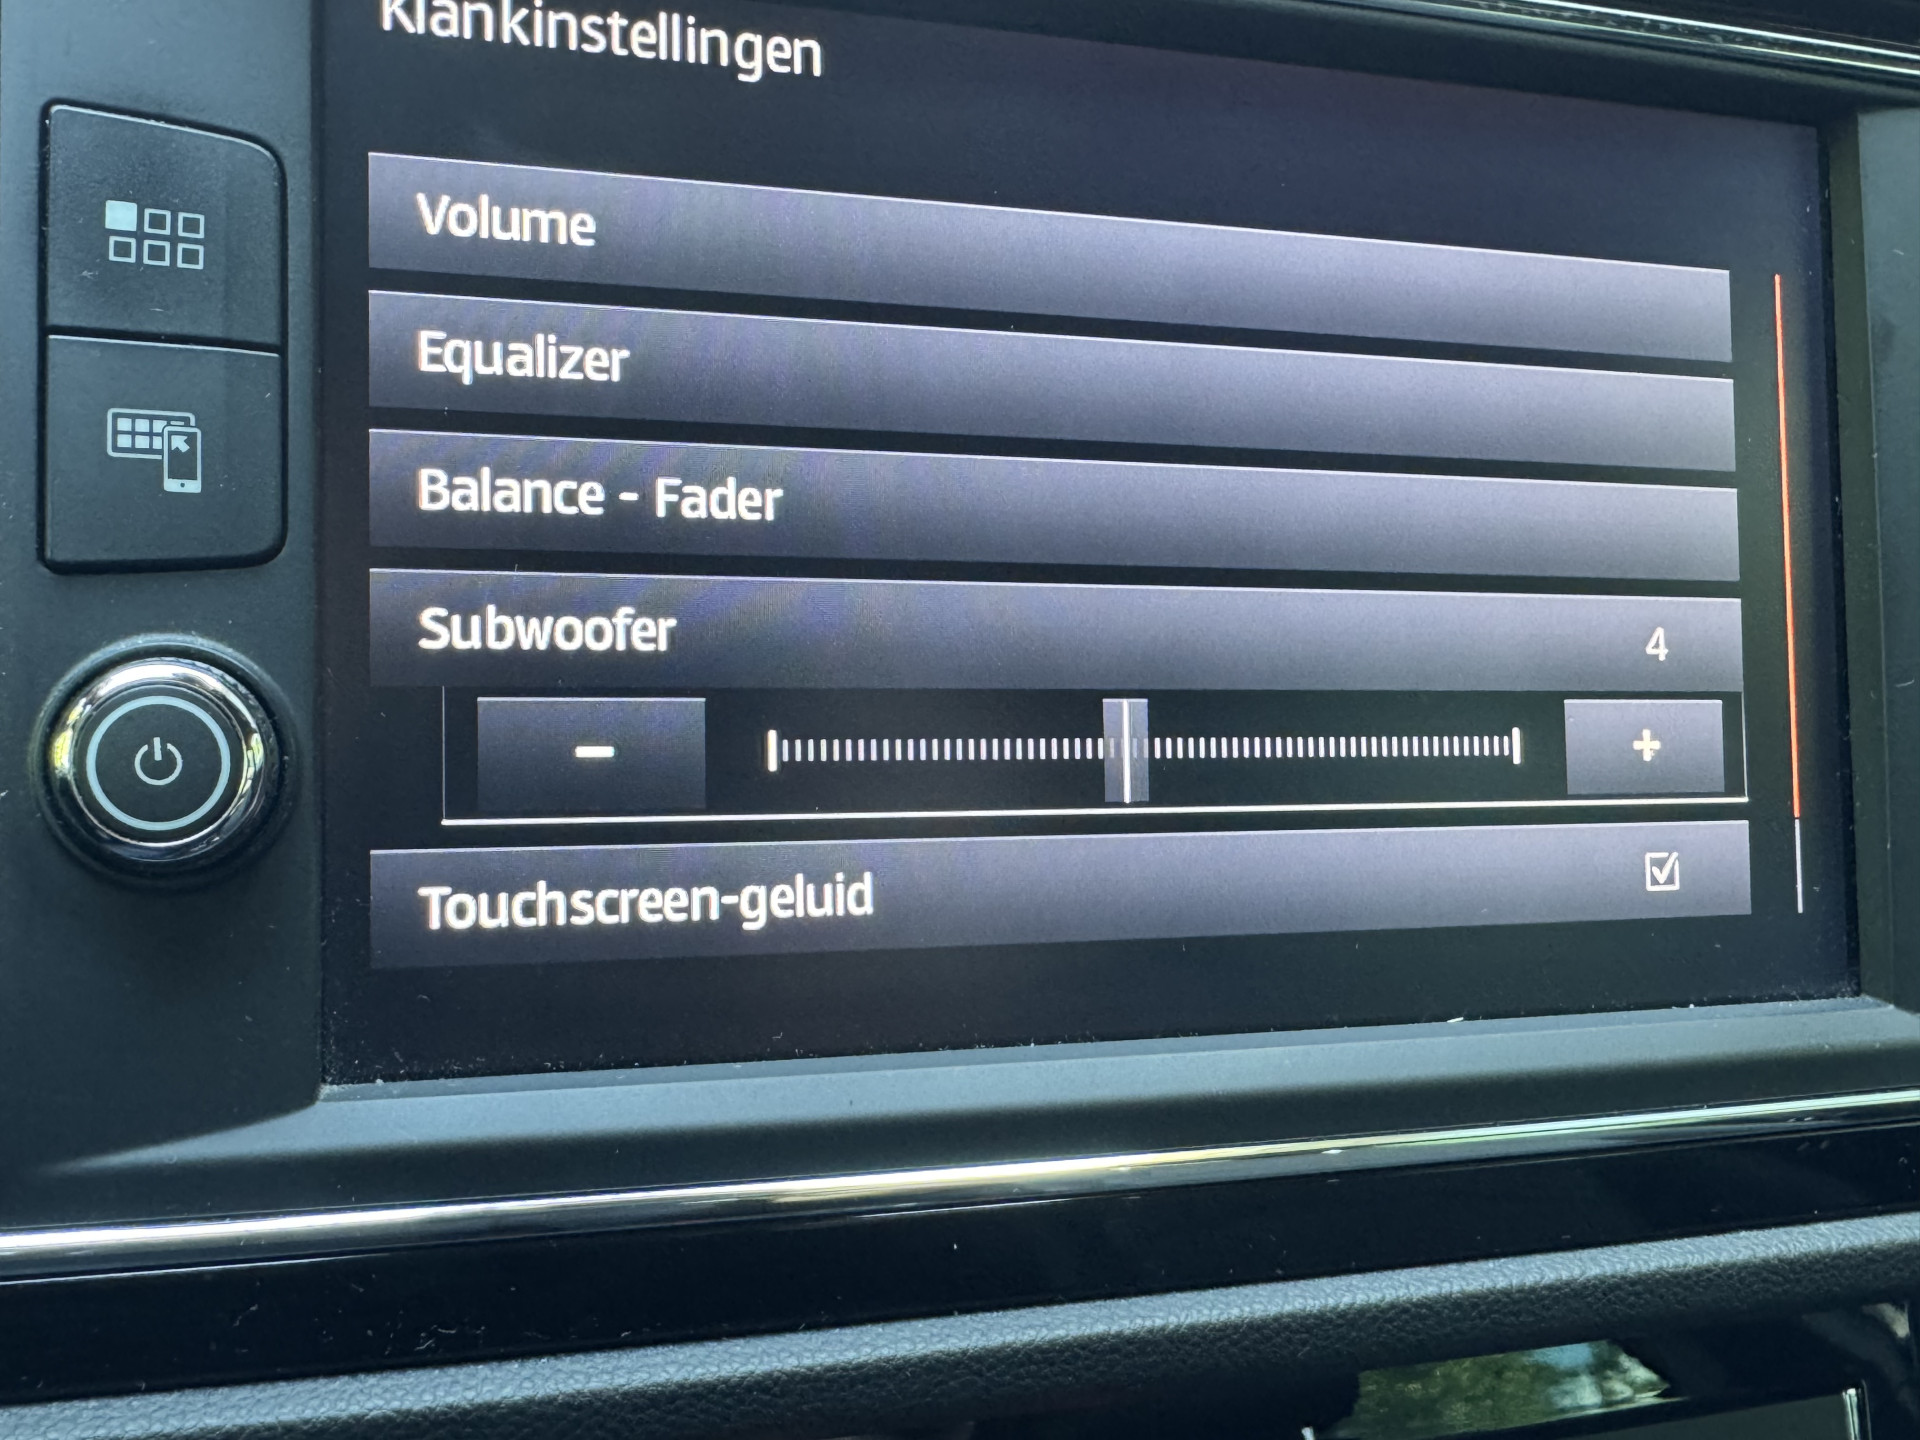 Klankinstellingen
Volume
Equalizer
Balance - Fader
Subwoofer 4
- +
Touchscreen-geluid